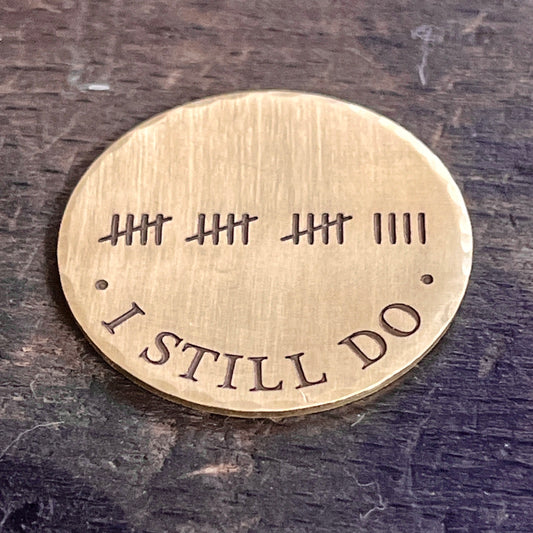 · I STILL DO ·